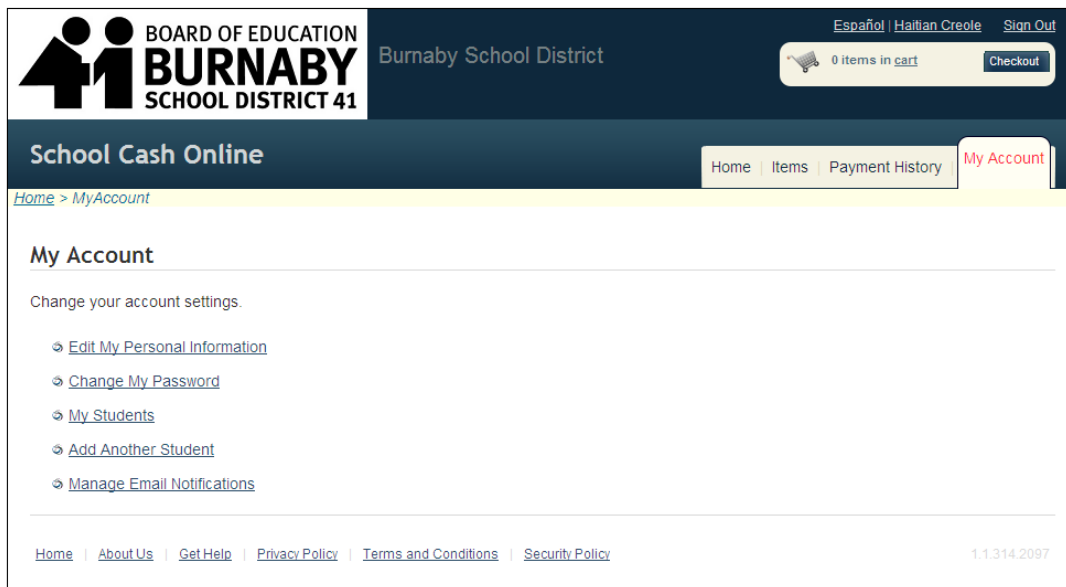 BOARD OF EDUCATION
BURNABY
SCHOOL DISTRICT 41
Burnaby School District
Español | Haitian Creole Sign Out
0 items in cart Checkout
School Cash Online
Home | Items | Payment History | My Account
Home > MyAccount
My Account
Change your account settings.
Edit My Personal Information
Change My Password
My Students
Add Another Student
Manage Email Notifications
Home | About Us | Get Help | Privacy Policy | Terms and Conditions | Security Policy 1.1.314.2097